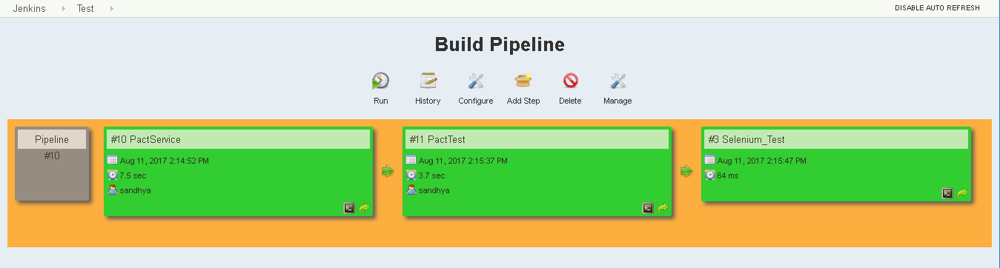 Jenkins Test DISABLE AUTO REFRESH
Build Pipeline
Run History Configure Add Step Delete Manage
Pipeline
#10
#10 PactService
Aug 11, 2017 2:14:52 PM
7.5 sec
sandhya
#11 PactTest
Aug 11, 2017 2:15:37 PM
3.7 sec
sandhya
#3 Selenium_Test
Aug 11, 2017 2:15:47 PM
64 ms